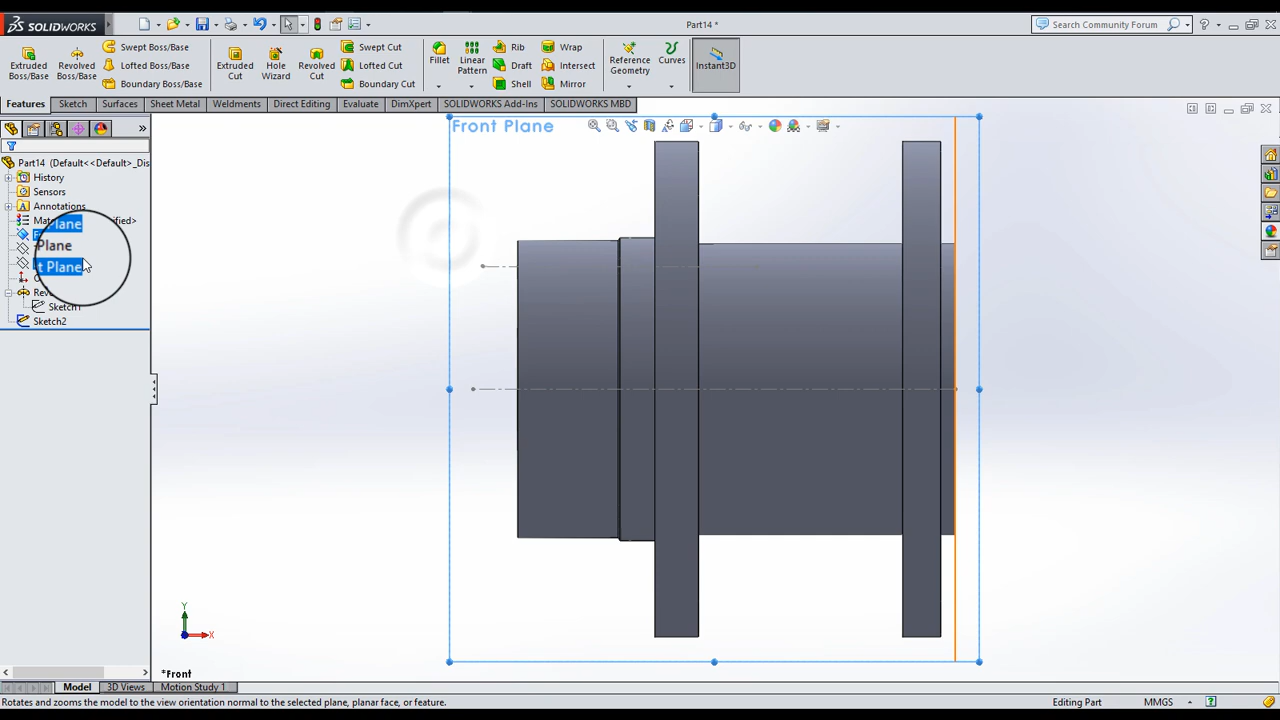 SOLIDWORKS
Part14 *
Search Community Forum
Extruded Boss/Base
Revolved Boss/Base
Swept Boss/Base
Lofted Boss/Base
Boundary Boss/Base
Extruded Cut
Hole Wizard
Revolved Cut
Swept Cut
Lofted Cut
Boundary Cut
Fillet
Linear Pattern
Rib
Draft
Shell
Wrap
Intersect
Mirror
Reference Geometry
Curves
Instant3D
Features Sketch Surfaces Sheet Metal Weldments Direct Editing Evaluate DimXpert SOLIDWORKS Add-Ins SOLIDWORKS MBD
Front Plane
Part14 (Default<<Default>_Dis
History
Sensors
Annotations
Plane
t Plane
Sketch2
Y
X
*Front
Model 3D Views Motion Study 1
Rotates and zooms the model to the view orientation normal to the selected plane, planar face, or feature.
Editing Part
MMGS